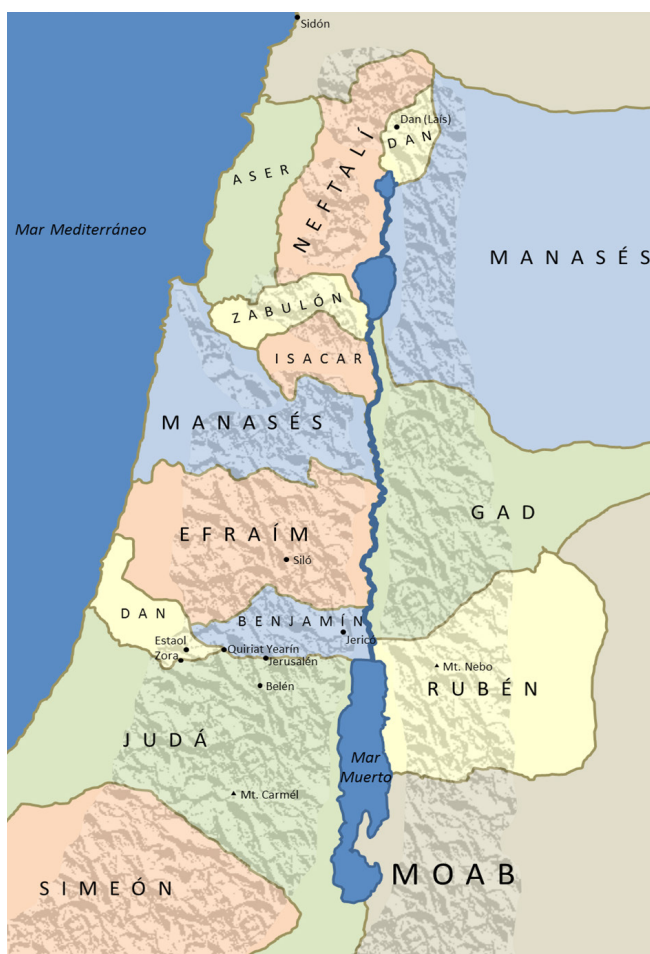 Sidón
Dan (Laís)
DAN
ASER
NEFTALÍ
Mar Mediterráneo
MANASÉS
ZABULÓN
ISACAR
MANASÉS
GAD
EFRAÍM
Siló
DAN
BENJAMÍN
Jericó
Estaol
Quiriat Yearín
Zora
Jerusalén
Mt. Nebo
Belén
RUBÉN
JUDÁ
Mar
Muerto
Mt. Carmél
MOAB
SIMEÓN